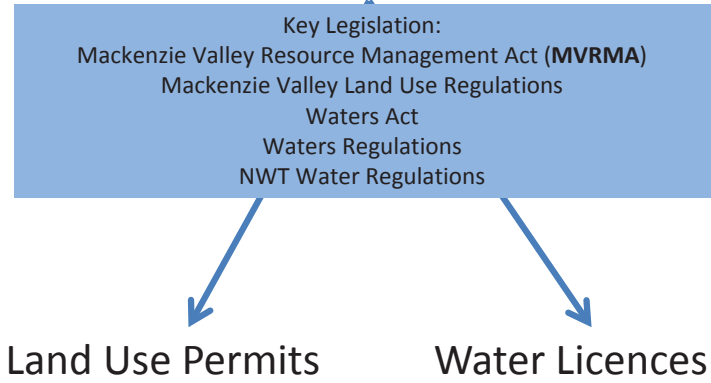 Key Legislation:
Mackenzie Valley Resource Management Act (MVRMA)
Mackenzie Valley Land Use Regulations
Waters Act
Waters Regulations
NWT Water Regulations
Land Use Permits Water Licences